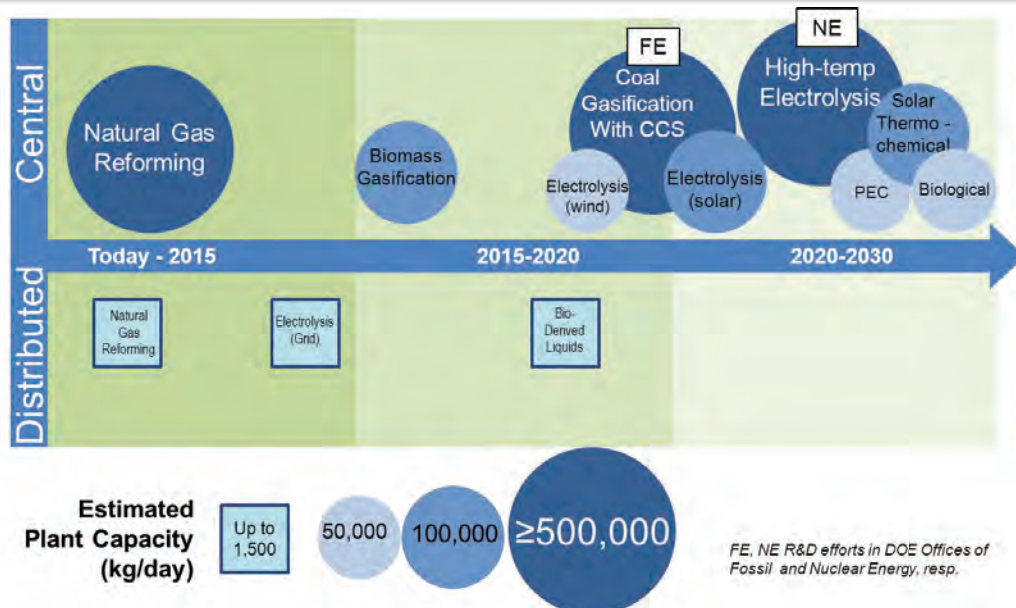 Central
Natural Gas
Reforming
Biomass
Gasification
FE
Coal
Gasification
With CCS
Electrolysis
(wind)
Electrolysis
(solar)
NE
High-temp
Electrolysis
Solar
Thermo -
chemical
PEC
Biological
Today - 2015
2015-2020
2020-2030
Distributed
Natural
Gas
Reforming
Electrolysis
(Grid)
Bio-
Derived
Liquids
Estimated
Plant Capacity
(kg/day)
Up to
1,500
50,000
100,000
≥500,000
FE, NE R&D efforts in DOE Offices of
Fossil and Nuclear Energy, resp.